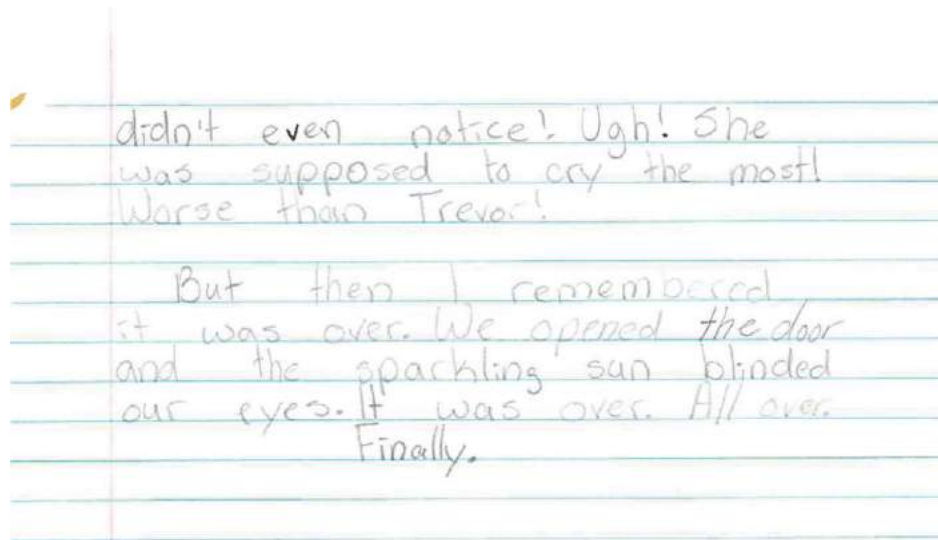 didn't even notice! Ugh! She
was supposed to cry the most!
Worse than Trevor!
But then I remembered
it was over. We opened the door
and the sparkling sun blinded
our eyes. It was over. All over.
Finally.